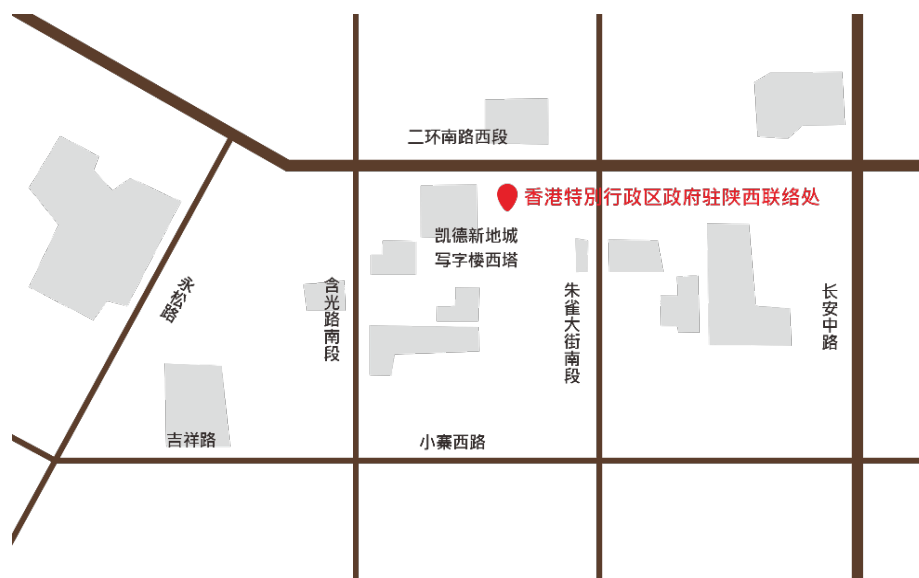 二环南路西段
香港特別行政区政府驻陕西联络处
凯德新地城
写字楼西塔
永松路
含光路南段
朱雀大街南段
长安中路
吉祥路
小寨西路